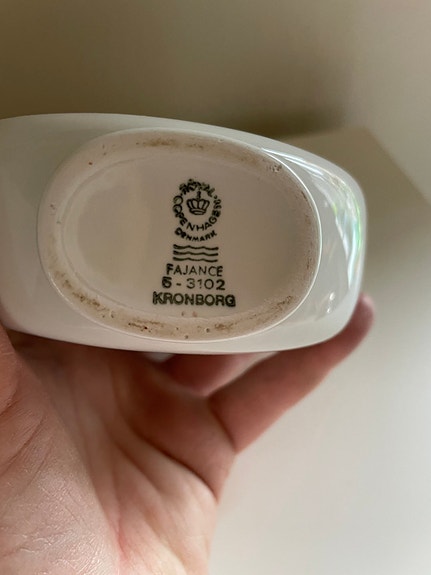 ROYAL
COPENHAGEN
DENMARK
FAJANCE
5-3102
KRONBORG